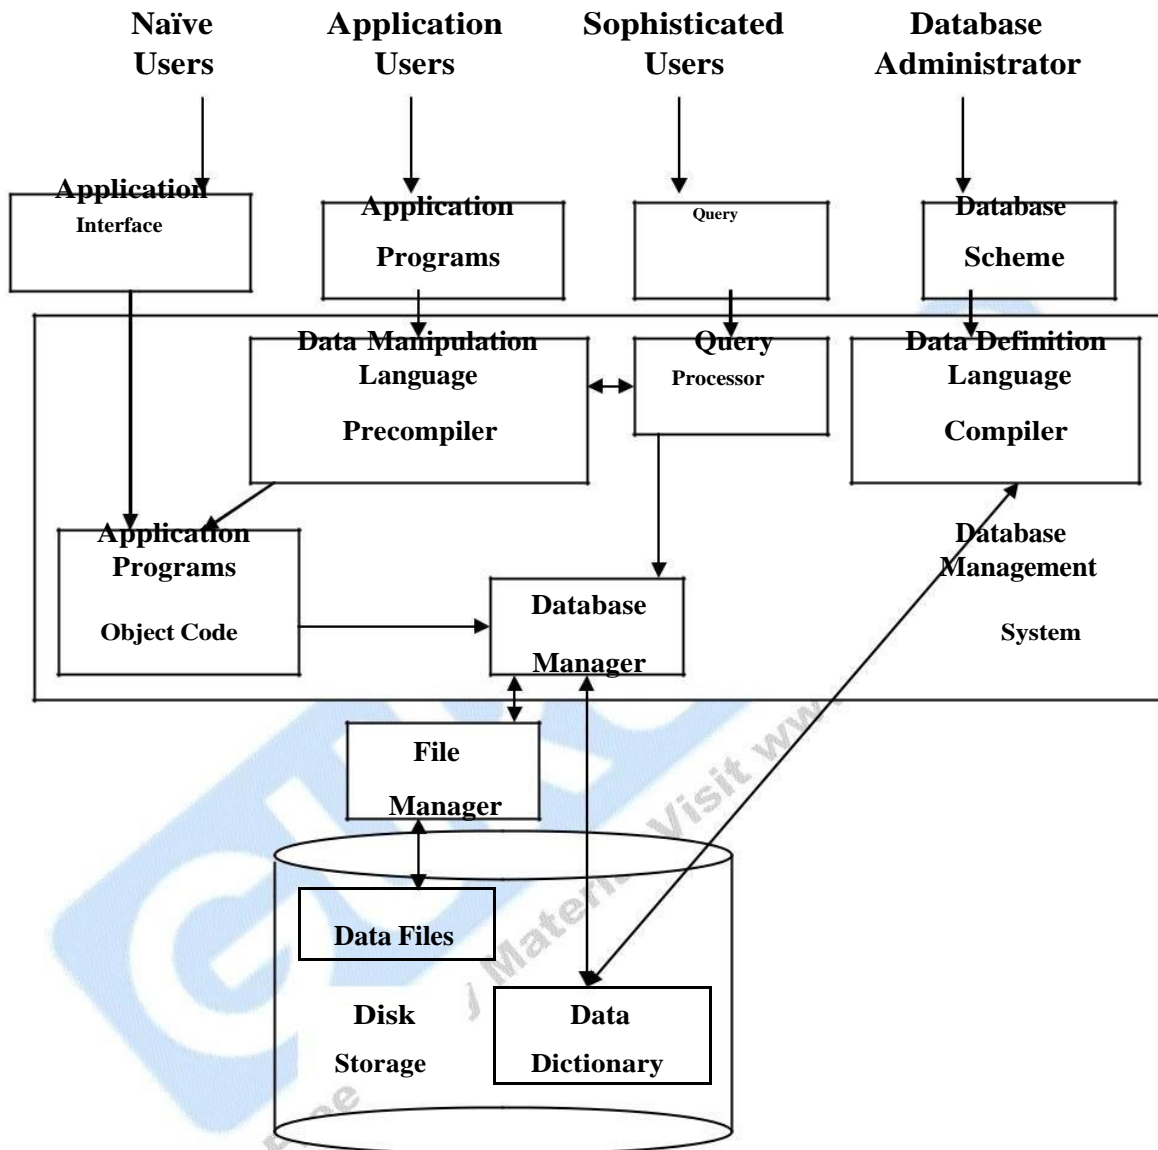 Naïve
Users
Application
Users
Sophisticated
Users
Database
Administrator
Application
Interface
Application
Programs
Query
Database
Scheme
Data Manipulation
Language
Precompiler
Query
Processor
Data Definition
Language
Compiler
Application
Programs
Object Code
Database
Manager
Database
Management
System
File
Manager
Data Files
Disk
Storage
Data
Dictionary
Visit www